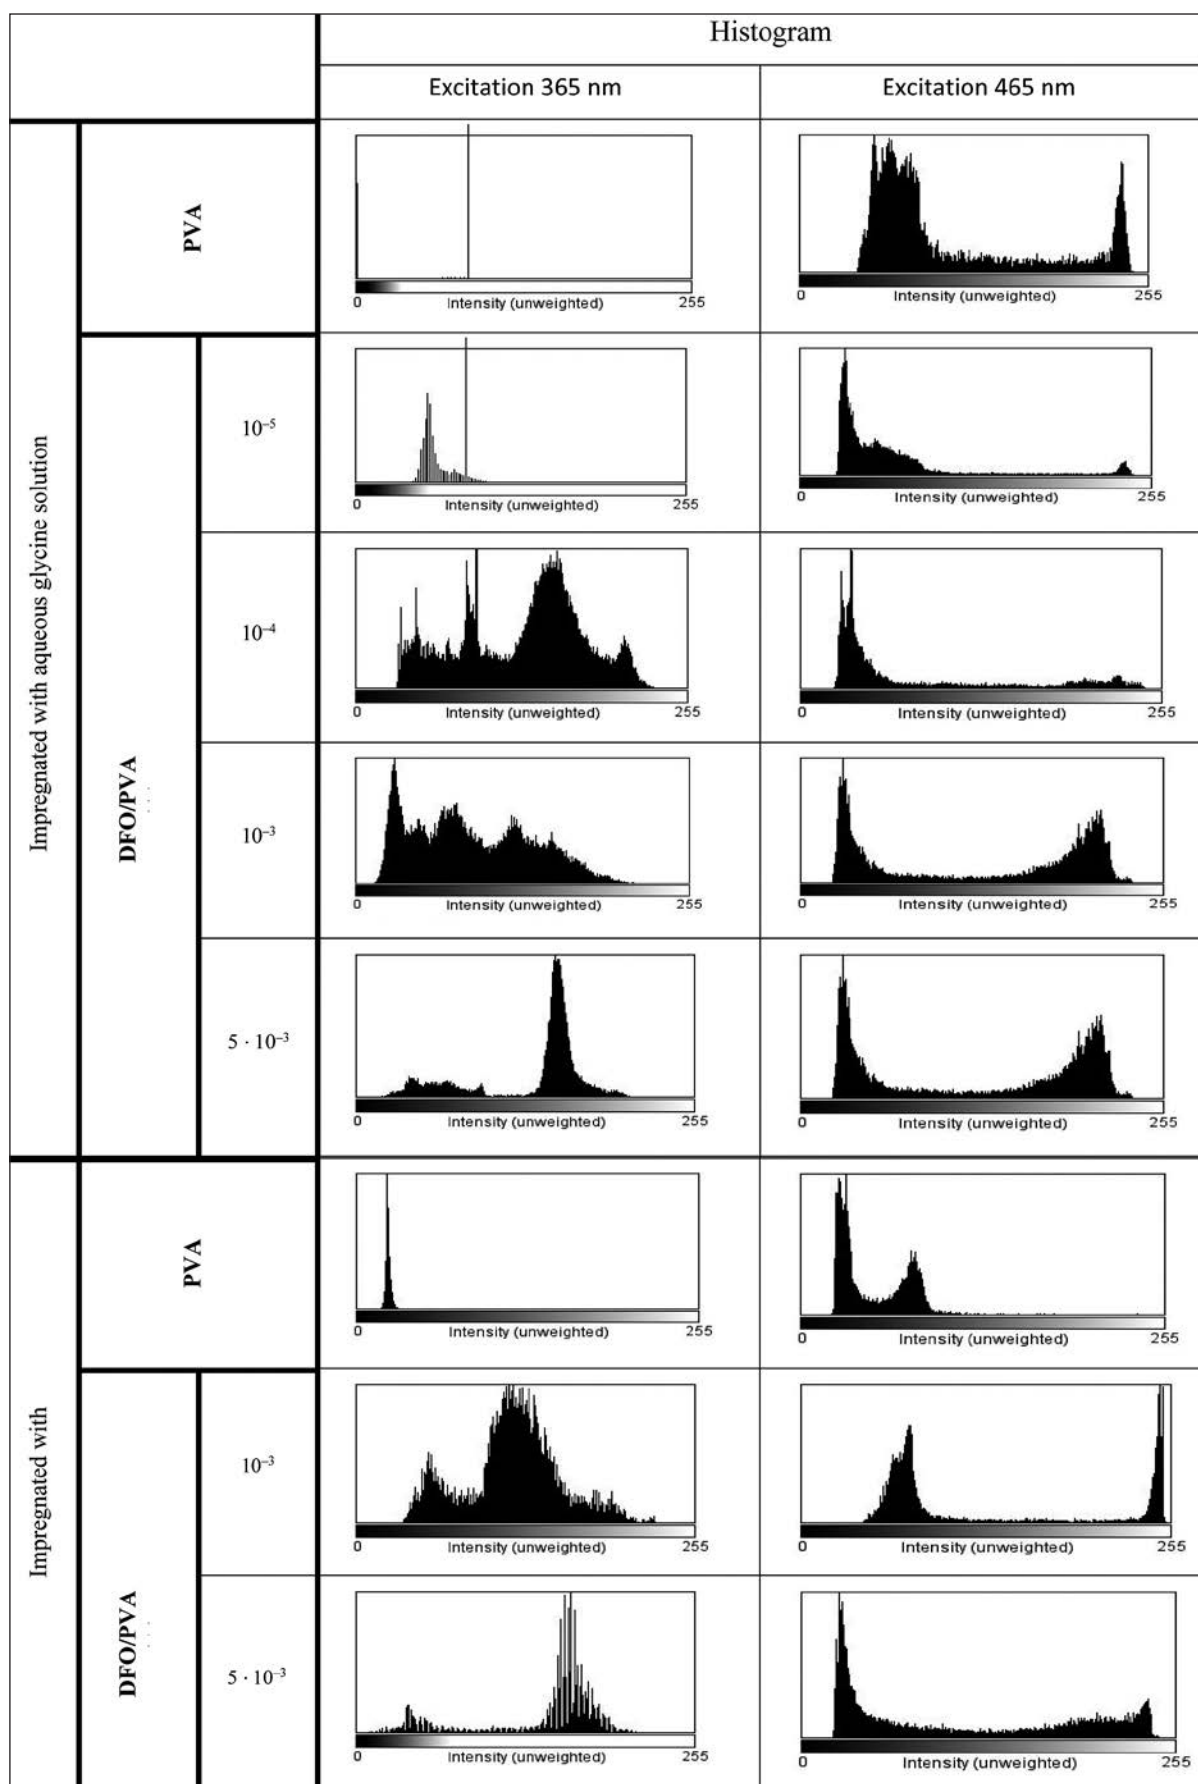 Histogram
Excitation 365 nm
Excitation 465 nm
Impregnated with aqueous glycine solution
PVA
0 Intensity (unweighted) 255
0 Intensity (unweighted) 255
DFO/PVA
10⁻⁵
0 Intensity (unweighted) 255
0 Intensity (unweighted) 255
10⁻⁴
0 Intensity (unweighted) 255
0 Intensity (unweighted) 255
10⁻³
0 Intensity (unweighted) 255
0 Intensity (unweighted) 255
5 · 10⁻³
0 Intensity (unweighted) 255
0 Intensity (unweighted) 255
Impregnated with
PVA
0 Intensity (unweighted) 255
0 Intensity (unweighted) 255
DFO/PVA
10⁻³
0 Intensity (unweighted) 255
0 Intensity (unweighted) 255
5 · 10⁻³
0 Intensity (unweighted) 255
0 Intensity (unweighted) 255